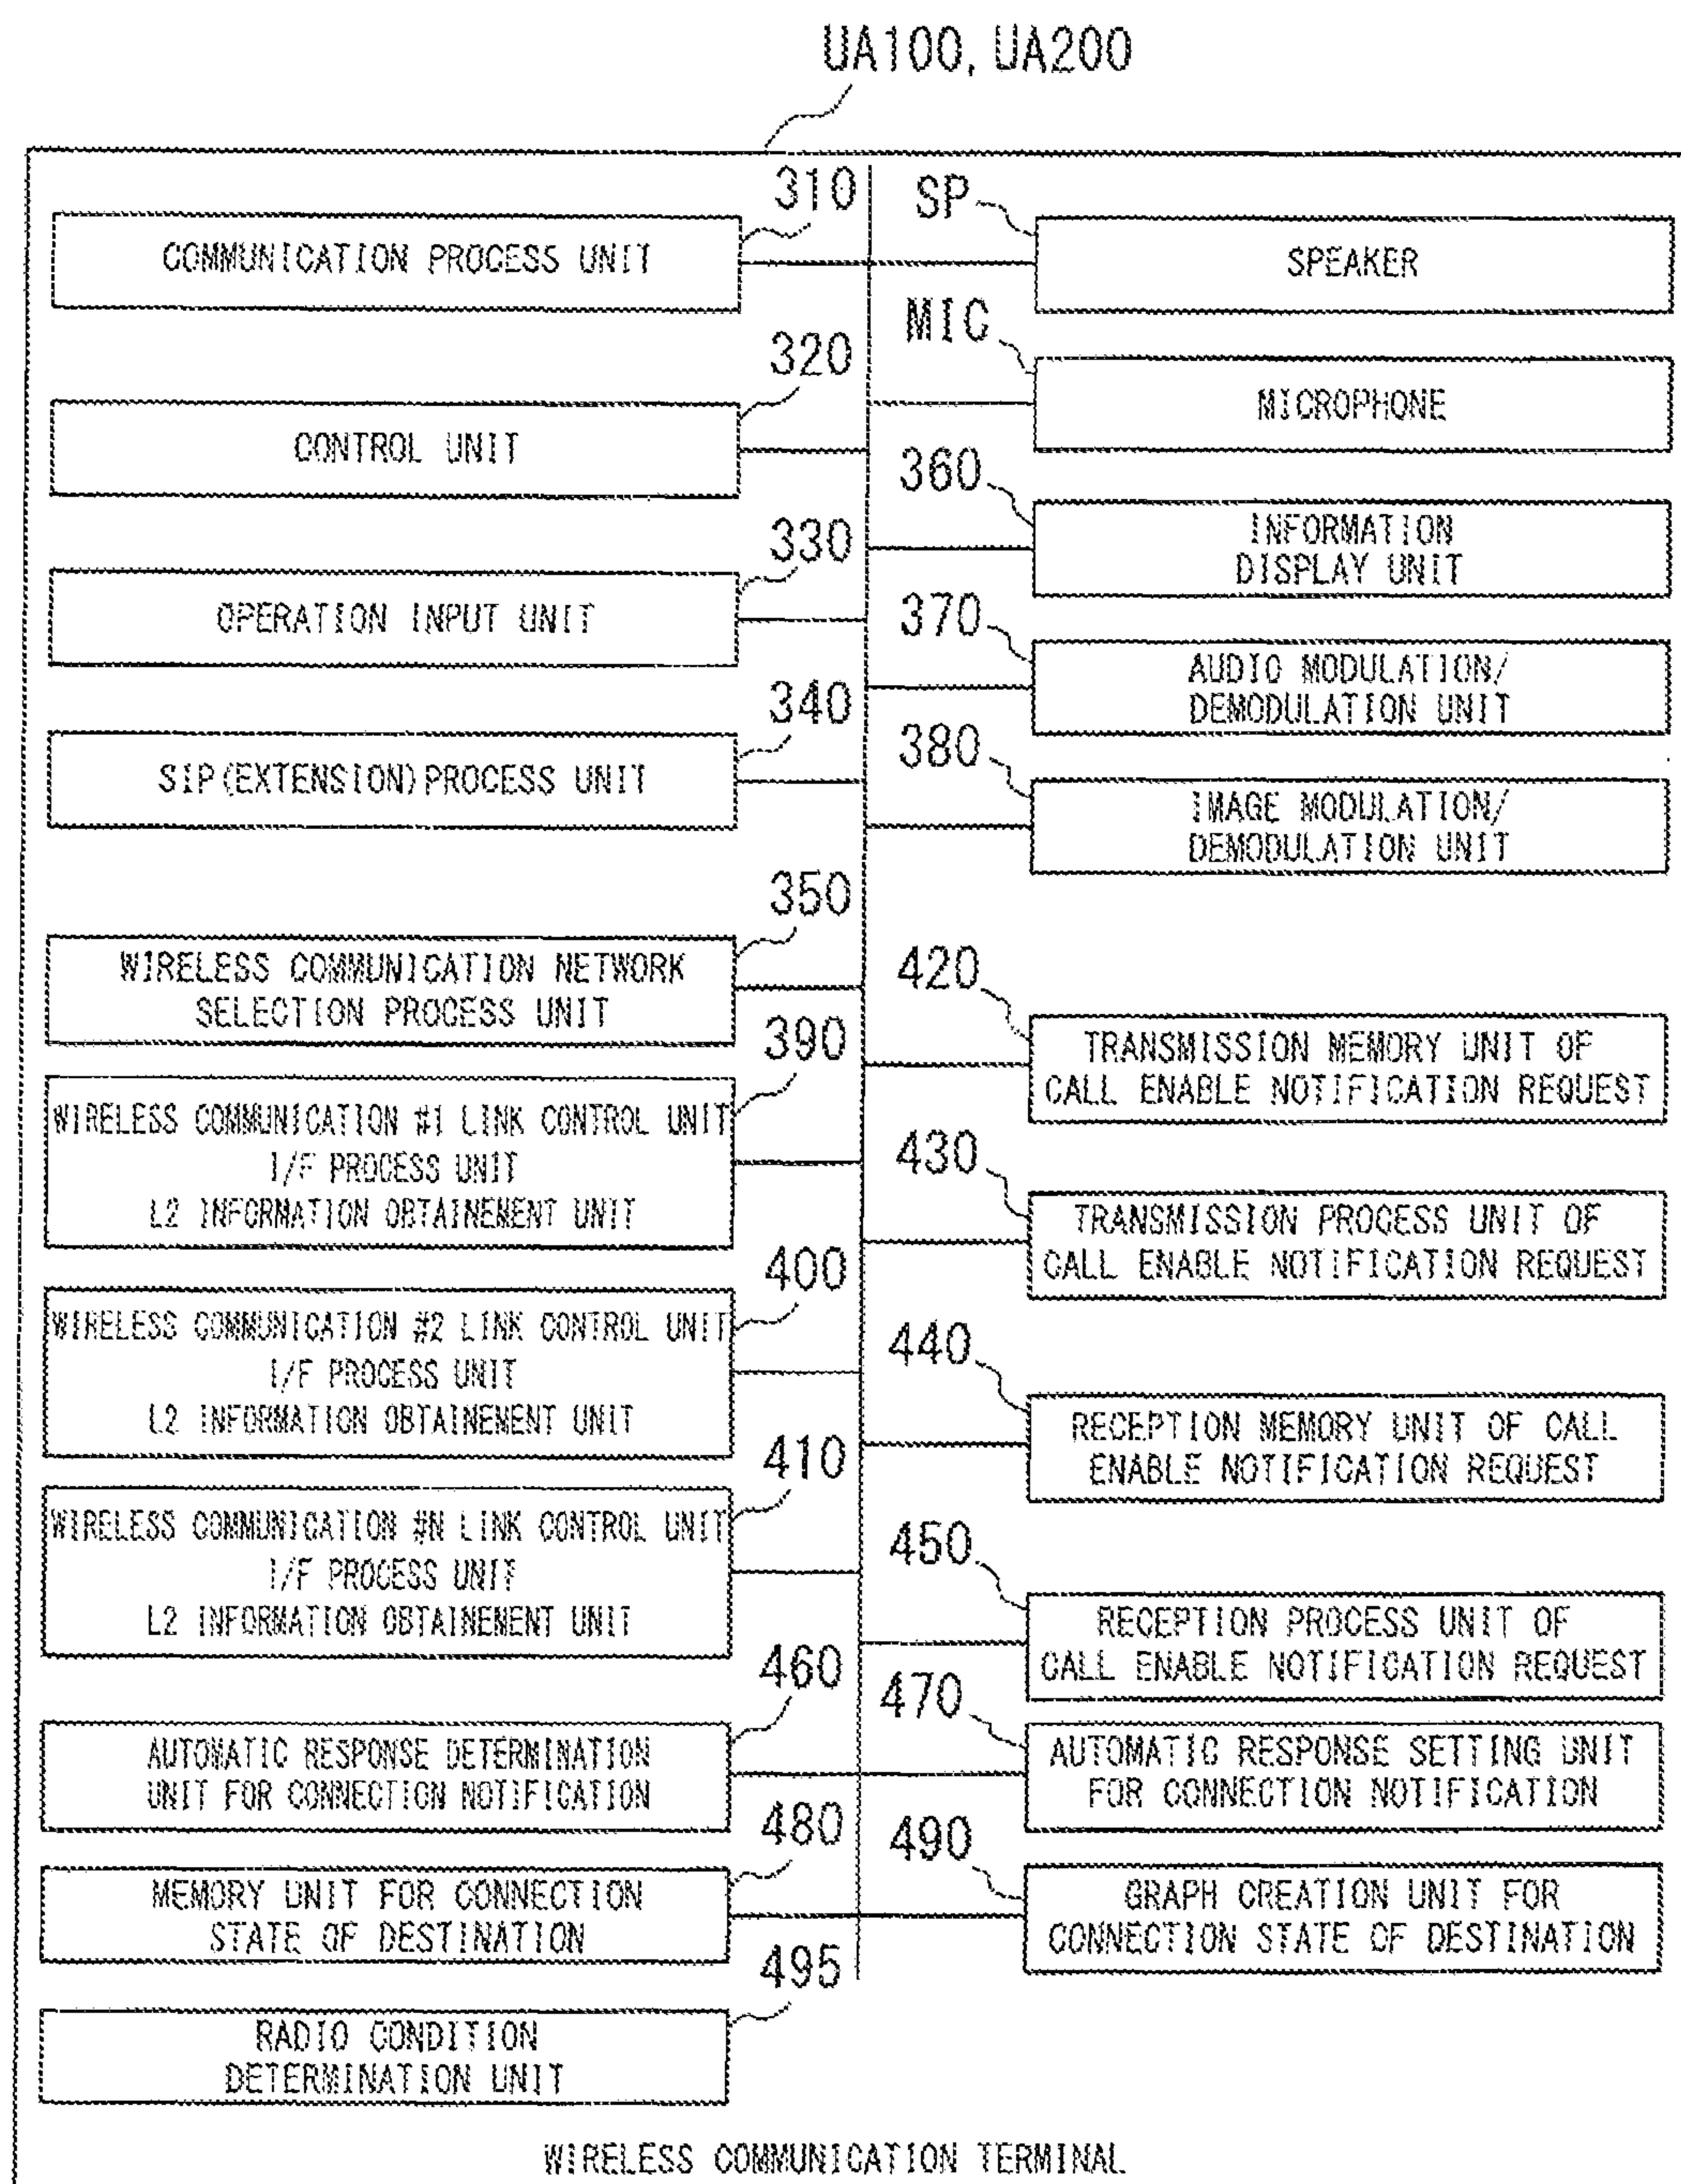 UA100, UA200
310
COMMUNICATION PROCESS UNIT
SP
SPEAKER
320
CONTROL UNIT
MIC
MICROPHONE
330
OPERATION INPUT UNIT
360
INFORMATION
DISPLAY UNIT
340
SIP(EXTENSION)PROCESS UNIT
370
AUDIO MODULATION/
DEMODULATION UNIT
380
IMAGE MODULATION/
DEMODULATION UNIT
350
WIRELESS COMMUNICATION NETWORK
SELECTION PROCESS UNIT
420
TRANSMISSION MEMORY UNIT OF
CALL ENABLE NOTIFICATION REQUEST
390
WIRELESS COMMUNICATION #1 LINK CONTROL UNIT
I/F PROCESS UNIT
L2 INFORMATION OBTAINEMENT UNIT
430
TRANSMISSION PROCESS UNIT OF
CALL ENABLE NOTIFICATION REQUEST
400
WIRELESS COMMUNICATION #2 LINK CONTROL UNIT
I/F PROCESS UNIT
L2 INFORMATION OBTAINEMENT UNIT
440
RECEPTION MEMORY UNIT OF CALL
ENABLE NOTIFICATION REQUEST
410
WIRELESS COMMUNICATION #N LINK CONTROL UNIT
I/F PROCESS UNIT
L2 INFORMATION OBTAINEMENT UNIT
450
RECEPTION PROCESS UNIT OF
CALL ENABLE NOTIFICATION REQUEST
460
AUTOMATIC RESPONSE DETERMINATION
UNIT FOR CONNECTION NOTIFICATION
470
AUTOMATIC RESPONSE SETTING UNIT
FOR CONNECTION NOTIFICATION
480
MEMORY UNIT FOR CONNECTION
STATE OF DESTINATION
490
GRAPH CREATION UNIT FOR
CONNECTION STATE OF DESTINATION
495
RADIO CONDITION
DETERMINATION UNIT
WIRELESS COMMUNICATION TERMINAL